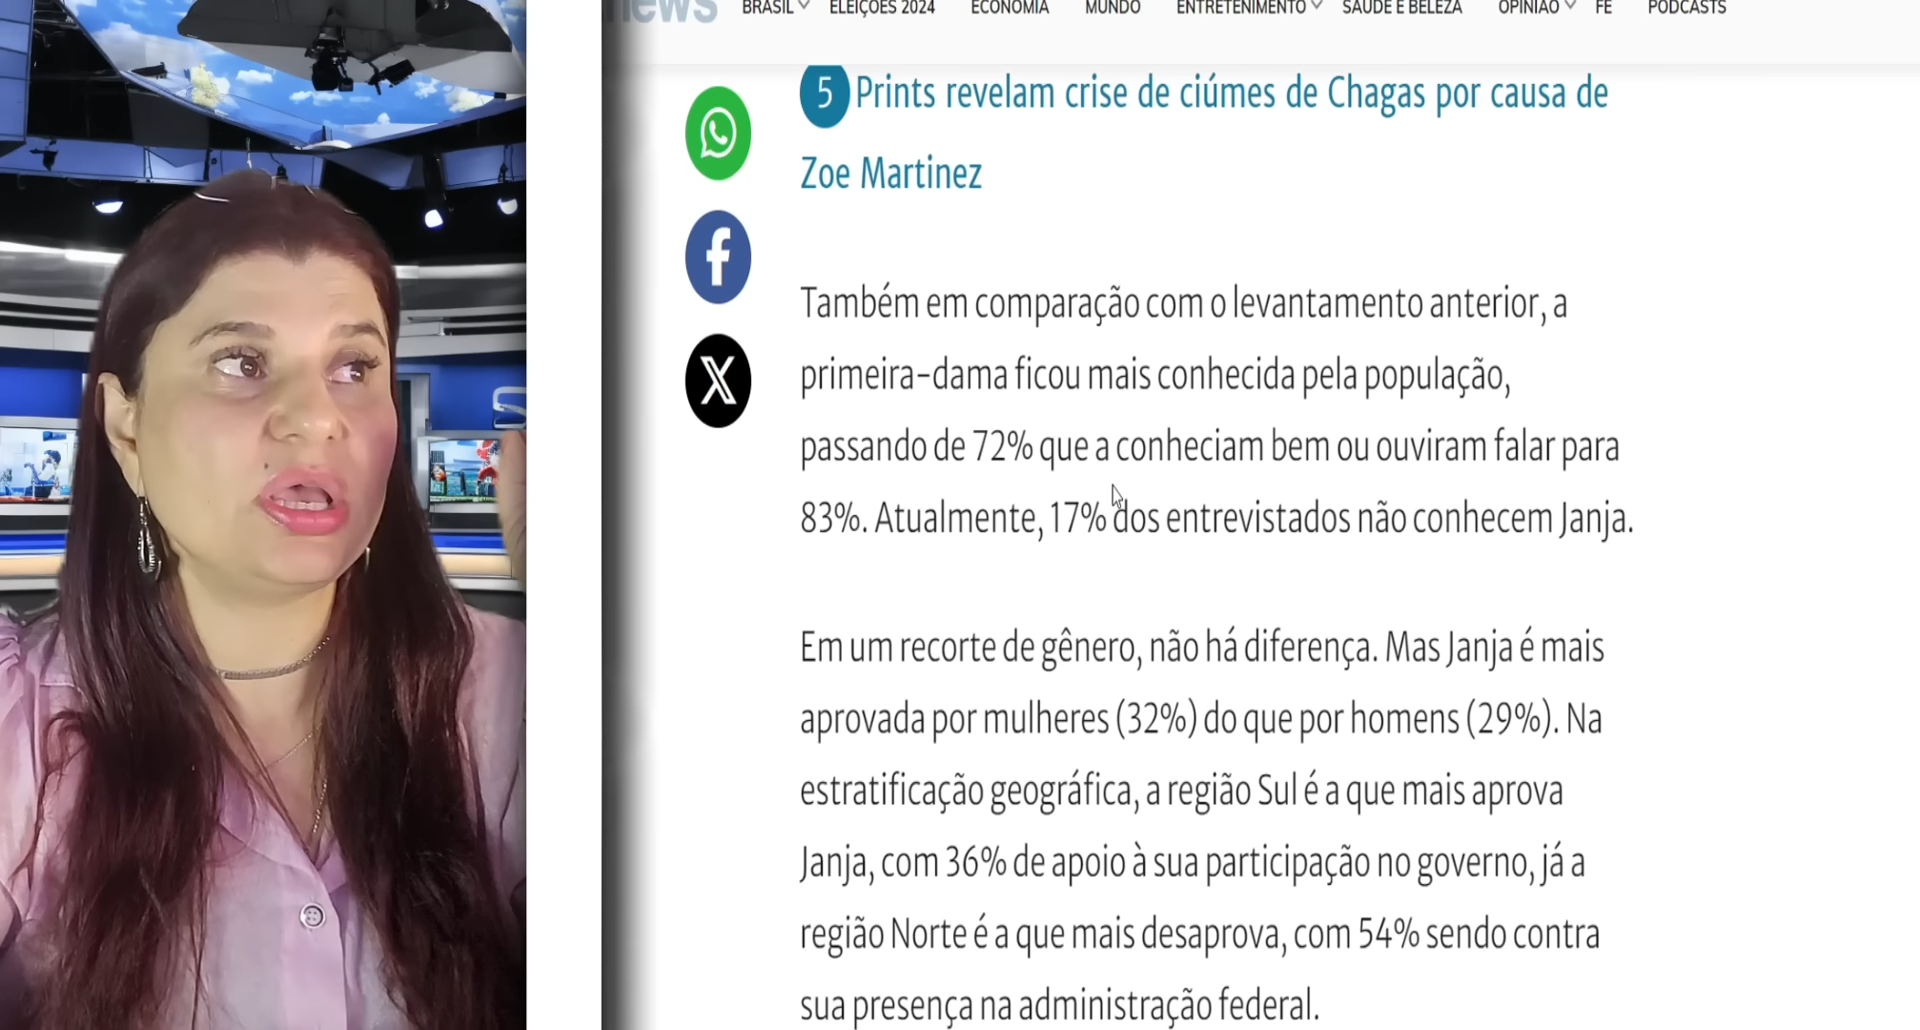 news
BRASIL ELEIÇÕES 2024 ECONOMIA MUNDO ENTRETENIMENTO SAÚDE E BELEZA OPINIÃO FÉ PODCASTS
5 Prints revelam crise de ciúmes de Chagas por causa de
Zoe Martinez
Também em comparação com o levantamento anterior, a
primeira-dama ficou mais conhecida pela população,
passando de 72% que a conheciam bem ou ouviram falar para
83%. Atualmente, 17% dos entrevistados não conhecem Janja.
Em um recorte de gênero, não há diferença. Mas Janja é mais
aprovada por mulheres (32%) do que por homens (29%). Na
estratificação geográfica, a região Sul é a que mais aprova
Janja, com 36% de apoio à sua participação no governo, já a
região Norte é a que mais desaprova, com 54% sendo contra
sua presença na administração federal.